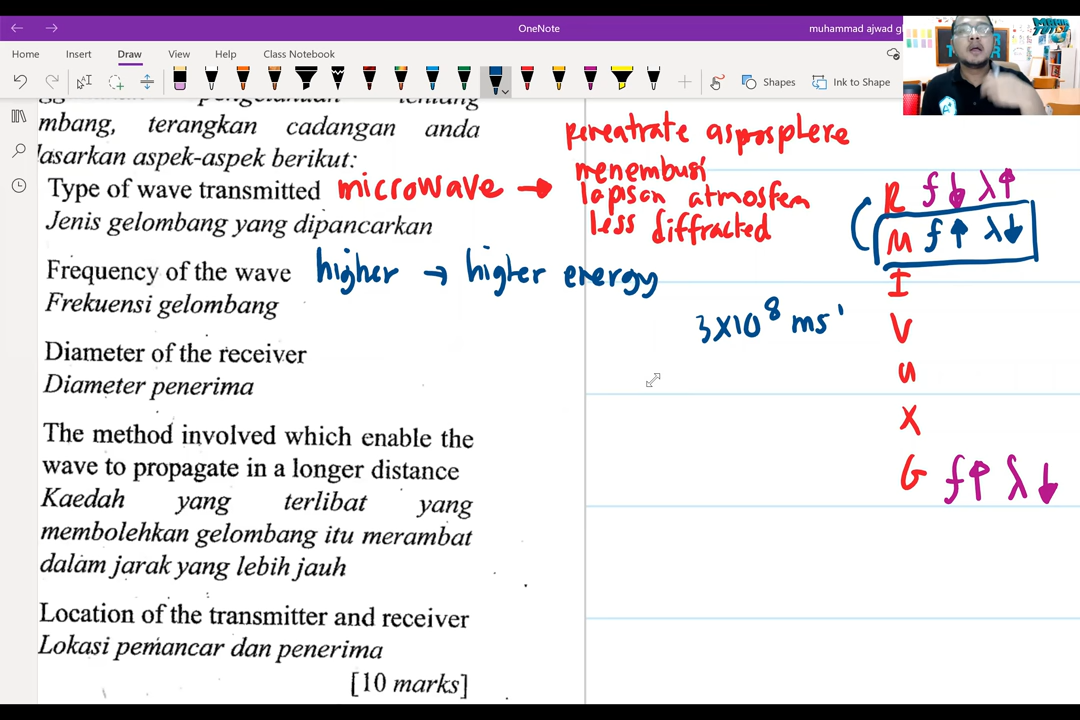 OneNote
muhammad ajwad
Home Insert Draw View Help Class Notebook
Shapes
Ink to Shape
mbang, terangkan cadangan anda
lasarkan aspek-aspek berikut:
Type of wave transmitted microwave →
Jenis gelombang yang dipancarkan
peneatrate asposphere
menembusi
lapisan atmosfera
less diffracted
Frequency of the wave higher → higher energy
Frekuensi gelombang
Diameter of the receiver
Diameter penerima
The method involved which enable the
wave to propagate in a longer distance
Kaedah yang terlibat yang
membolehkan gelombang itu merambat
dalam jarak yang lebih jauh
Location of the transmitter and receiver
Lokasi pemancar dan penerima
[10 marks]
3×10⁸ ms⁻¹
R f↓ λ↑
M f↑ λ↓
I
V
u
X
G f↑ λ↓